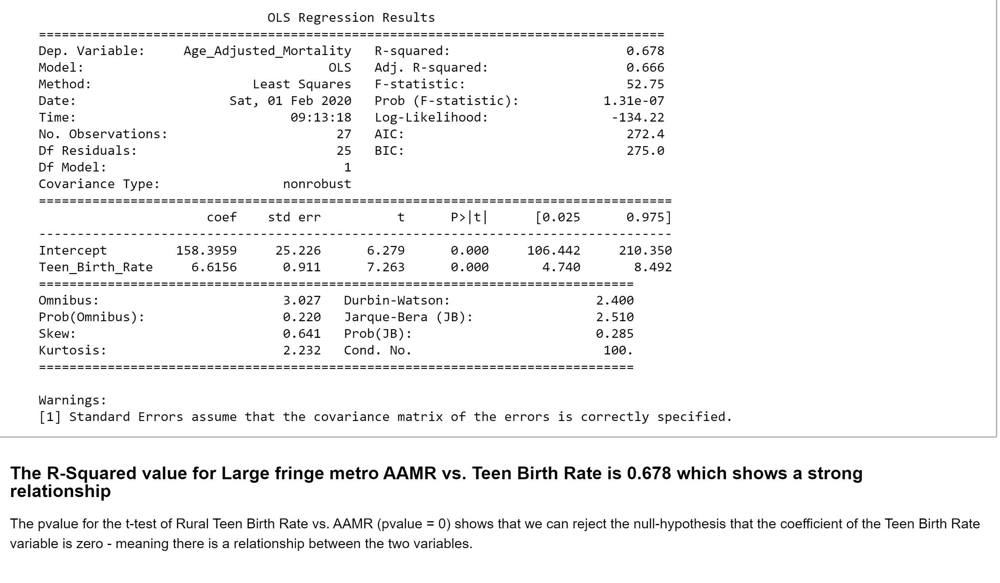 OLS Regression Results
==================================================================================
Dep. Variable:     Age_Adjusted_Mortality   R-squared:                       0.678
Model:                                OLS   Adj. R-squared:                  0.666
Method:                     Least Squares   F-statistic:                     52.75
Date:                    Sat, 01 Feb 2020   Prob (F-statistic):           1.31e-07
Time:                            09:13:18   Log-Likelihood:                -134.22
No. Observations:                      27   AIC:                             272.4
Df Residuals:                          25   BIC:                             275.0
Df Model:                               1
Covariance Type:                nonrobust
===================================================================================
                      coef    std err          t      P>|t|      [0.025      0.975]
-----------------------------------------------------------------------------------
Intercept         158.3959     25.226      6.279      0.000     106.442     210.350
Teen_Birth_Rate     6.6156      0.911      7.263      0.000       4.740       8.492
==============================================================================
Omnibus:                        3.027   Durbin-Watson:                   2.400
Prob(Omnibus):                  0.220   Jarque-Bera (JB):                2.510
Skew:                           0.641   Prob(JB):                        0.285
Kurtosis:                       2.232   Cond. No.                         100.
==============================================================================
Warnings:
[1] Standard Errors assume that the covariance matrix of the errors is correctly specified.
The R-Squared value for Large fringe metro AAMR vs. Teen Birth Rate is 0.678 which shows a strong
relationship
The pvalue for the t-test of Rural Teen Birth Rate vs. AAMR (pvalue = 0) shows that we can reject the null-hypothesis that the coefficient of the Teen Birth Rate
variable is zero - meaning there is a relationship between the two variables.